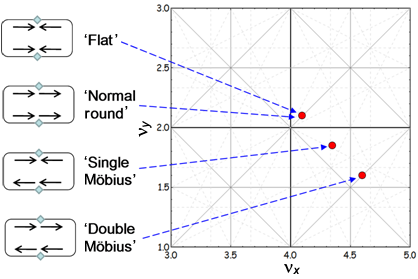 ‘Flat’
‘Normal
round’
‘Single
Möbius’
‘Double
Möbius’
3.0
2.5
2.0
1.5
1.0
νy
3.0
3.5
4.0
4.5
5.0
νx